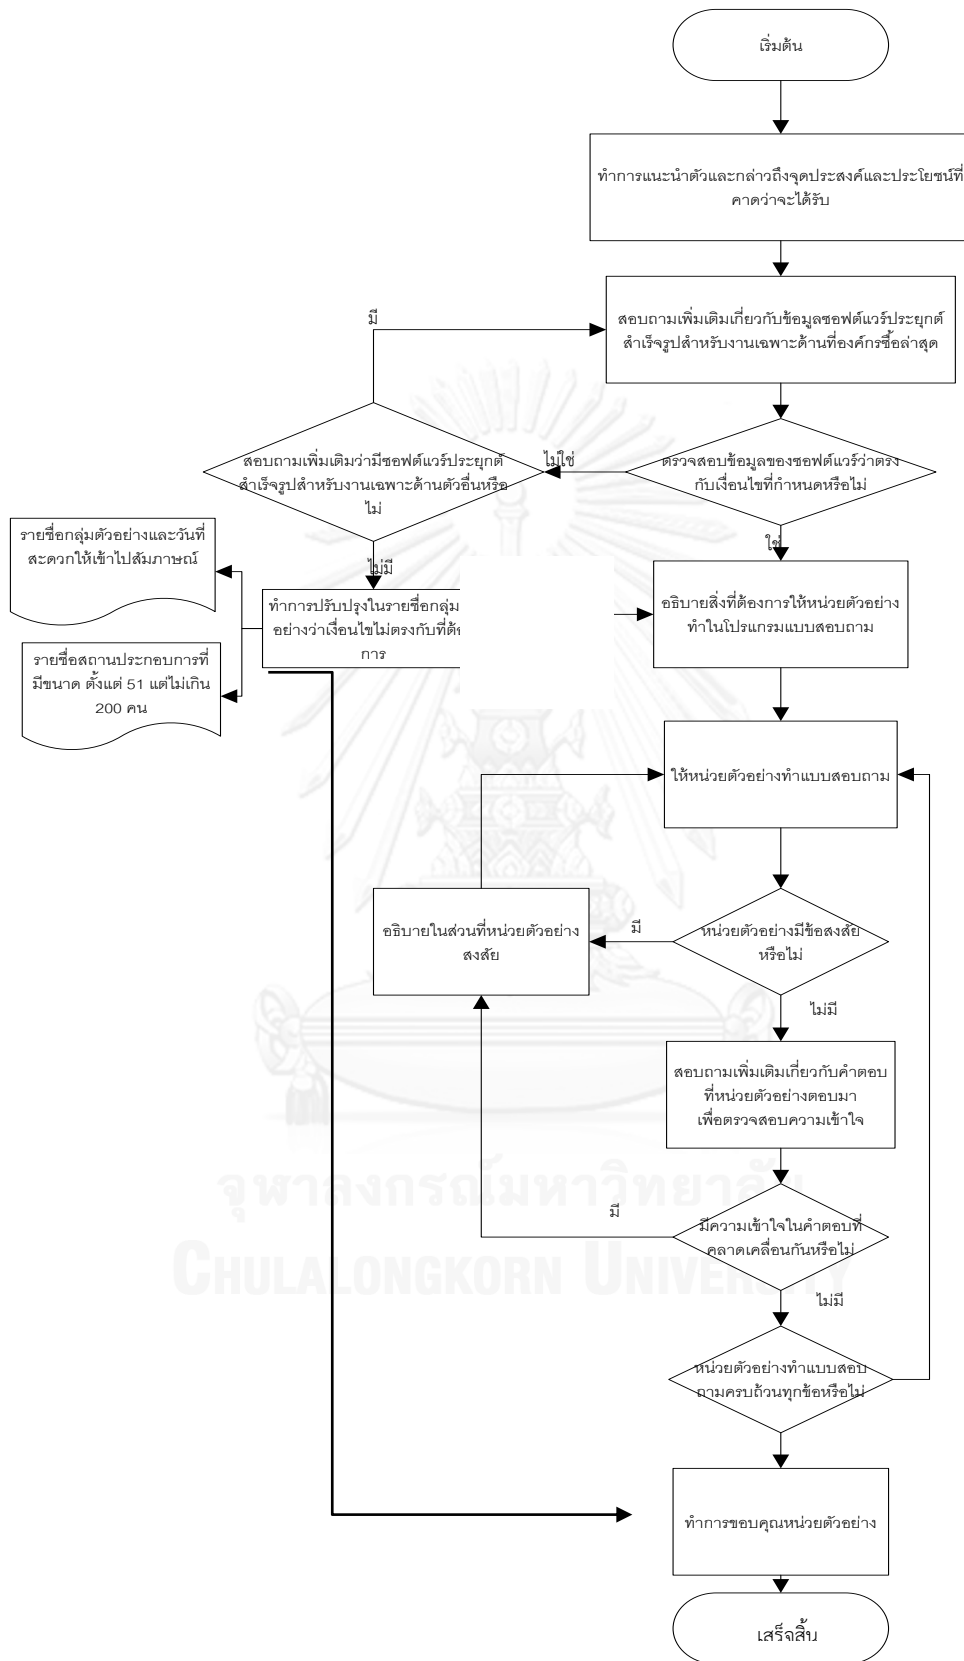 เริ่มต้น
ทำการแนะนำตัวและกล่าวถึงจุดประสงค์และประโยชน์ที่
คาดว่าจะได้รับ
สอบถามเพิ่มเติมเกี่ยวกับข้อมูลซอฟต์แวร์ประยุกต์
สำเร็จรูปสำหรับงานเฉพาะด้านที่องค์กรซื้อล่าสุด
มี
สอบถามเพิ่มเติมว่ามีซอฟต์แวร์ประยุกต์
สำเร็จรูปสำหรับงานเฉพาะด้านตัวอื่นหรือ
ไม่
ไม่ใช่
ตรวจสอบข้อมูลของซอฟต์แวร์ว่าตรง
กับเงื่อนไขที่กำหนดหรือไม่
ใช่
ไม่มี
รายชื่อกลุ่มตัวอย่างและวันที่
สะดวกให้เข้าไปสัมภาษณ์
รายชื่อสถานประกอบการที่
มีขนาด ตั้งแต่ 51 แต่ไม่เกิน
200 คน
ทำการปรับปรุงในรายชื่อกลุ่ม
อย่างว่าเงื่อนไขไม่ตรงกับที่ต้อ
การ
อธิบายสิ่งที่ต้องการให้หน่วยตัวอย่าง
ทำในโปรแกรมแบบสอบถาม
ให้หน่วยตัวอย่างทำแบบสอบถาม
อธิบายในส่วนที่หน่วยตัวอย่าง
สงสัย
มี
หน่วยตัวอย่างมีข้อสงสัย
หรือไม่
ไม่มี
สอบถามเพิ่มเติมเกี่ยวกับคำตอบ
ที่หน่วยตัวอย่างตอบมา
เพื่อตรวจสอบความเข้าใจ
มี
มีความเข้าใจในคำตอบที่
คลาดเคลื่อนกันหรือไม่
ไม่มี
หน่วยตัวอย่างทำแบบสอบ
ถามครบถ้วนทุกข้อหรือไม่
ทำการขอบคุณหน่วยตัวอย่าง
เสร็จสิ้น
จุฬาลงกรณ์มหาวิทยาลัย
CHULALONGKORN UNIVERSITY